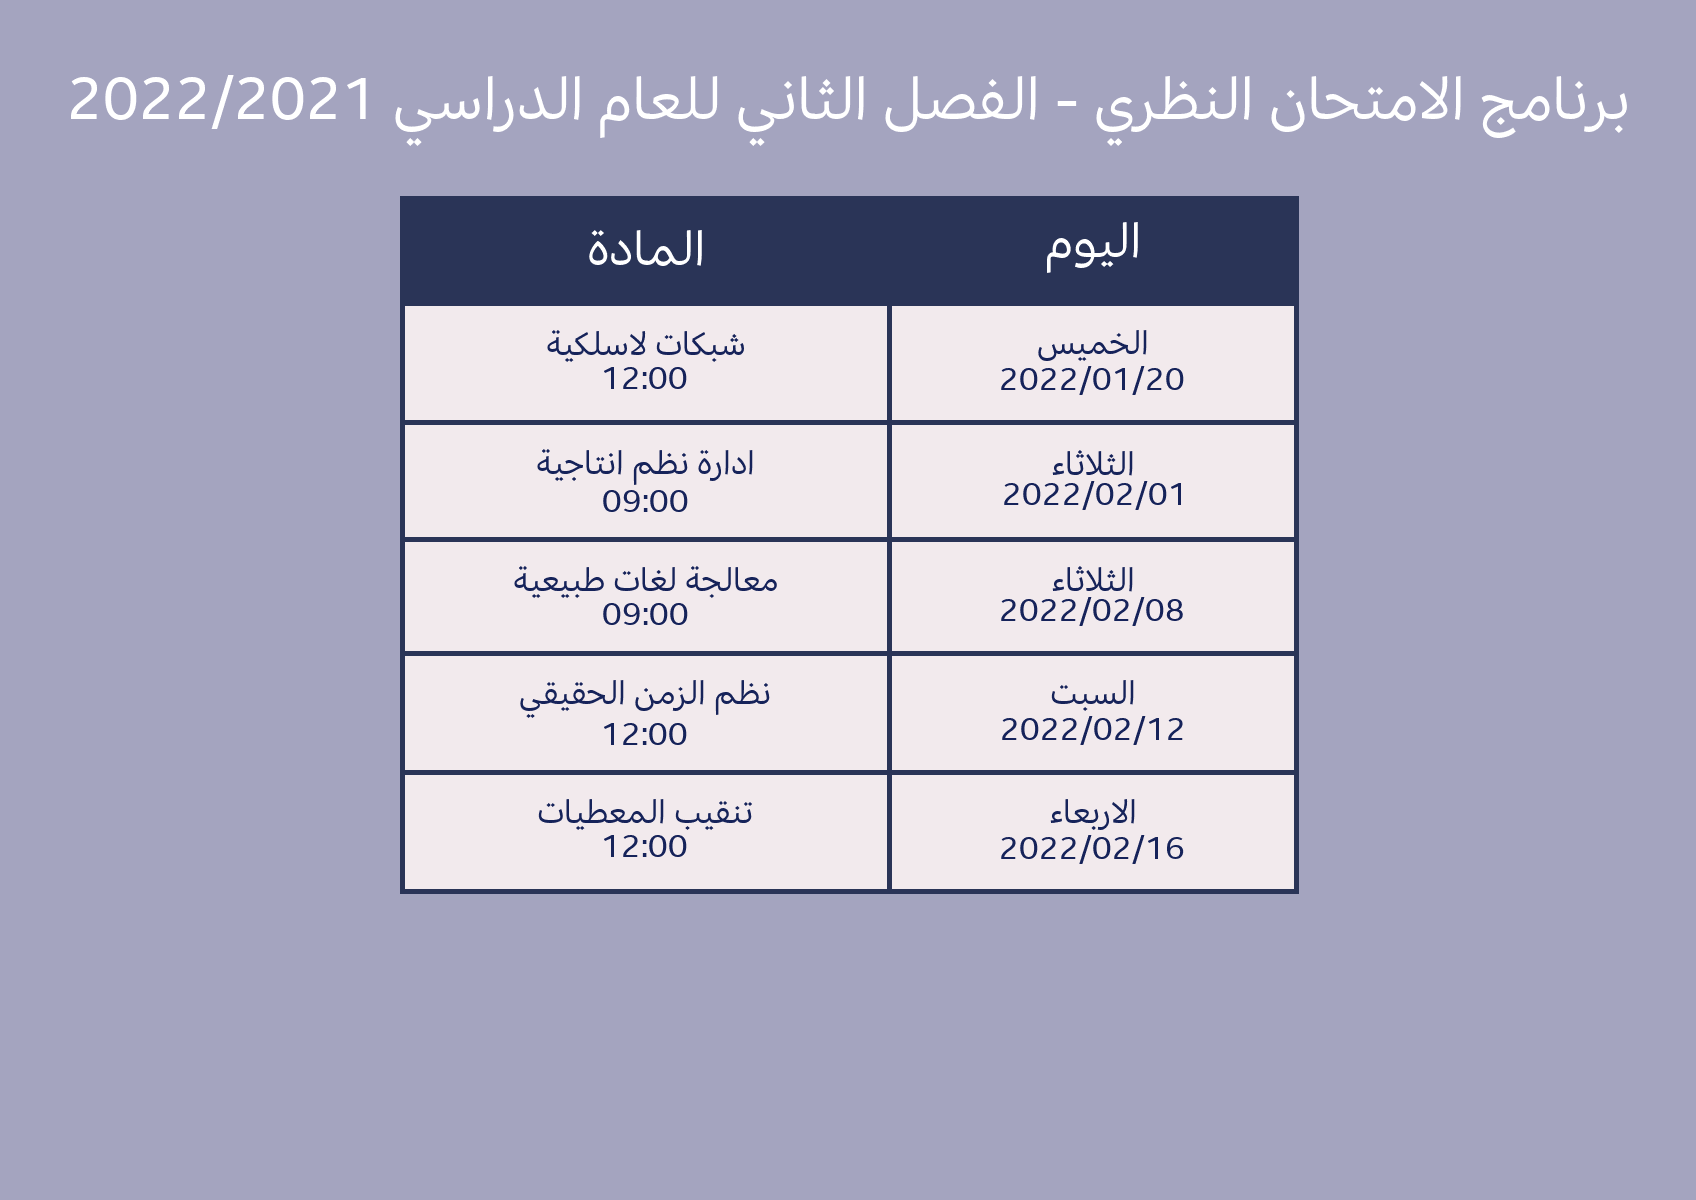 برنامج الامتحان النظري - الفصل الثاني للعام الدراسي 2022/2021
اليوم
المادة
الخميس
2022/01/20
شبكات لاسلكية
12:00
الثلاثاء
2022/02/01
ادارة نظم انتاجية
09:00
الثلاثاء
2022/02/08
معالجة لغات طبيعية
09:00
السبت
2022/02/12
نظم الزمن الحقيقي
12:00
الاربعاء
2022/02/16
تنقيب المعطيات
12:00